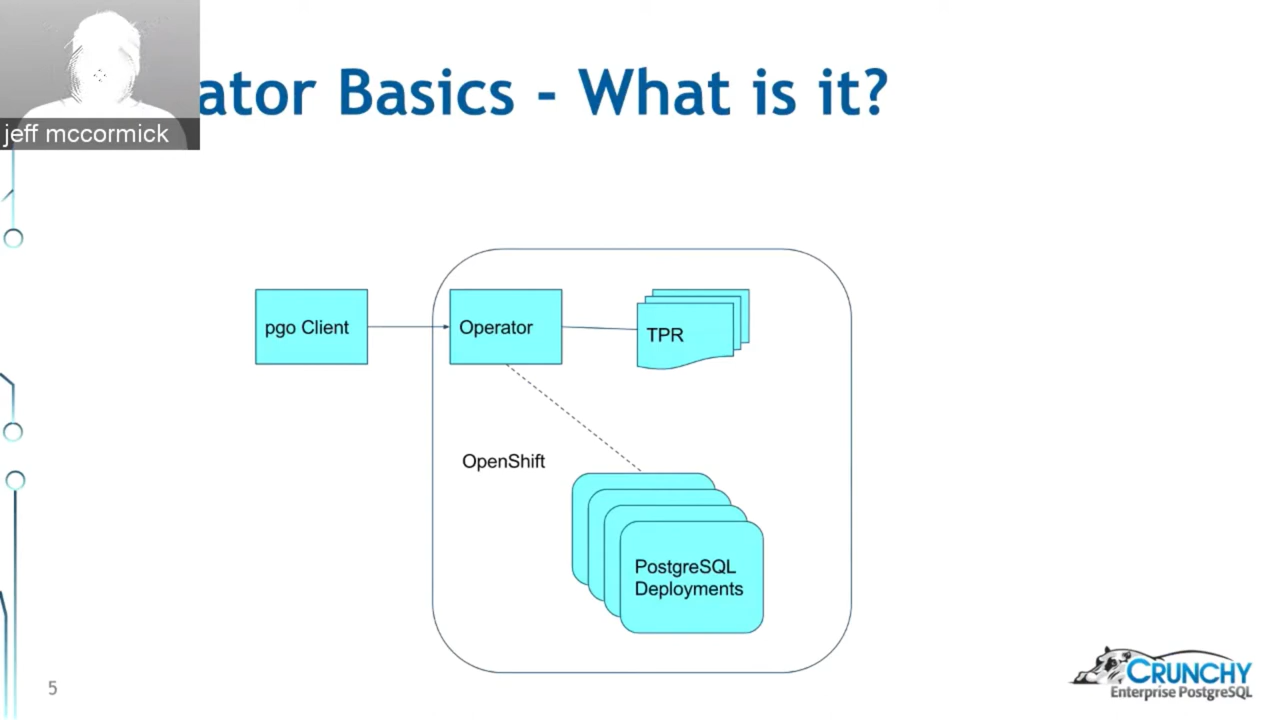 ator Basics - What is it?
jeff mccormick
pgo Client
Operator
TPR
OpenShift
PostgreSQL
Deployments
5
CRUNCHY
Enterprise PostgreSQL